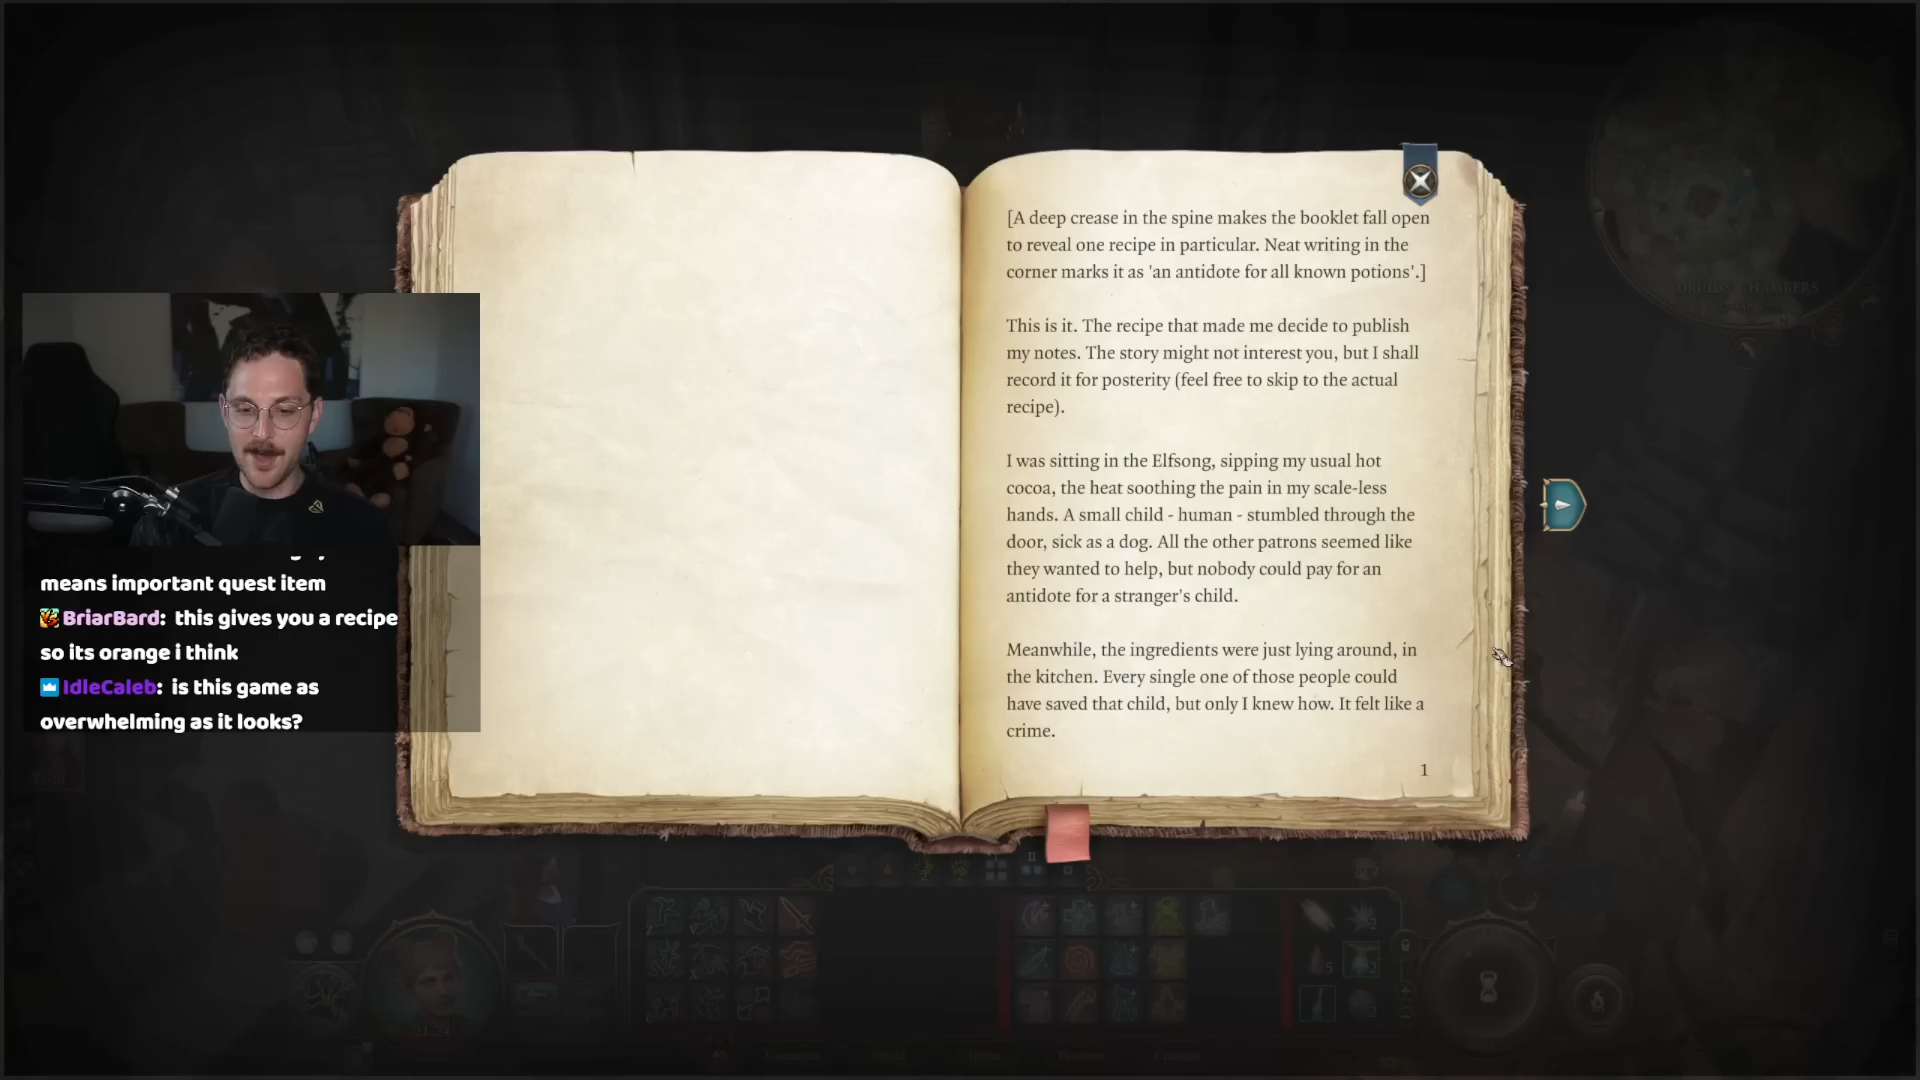 [A deep crease in the spine makes the booklet fall open
to reveal one recipe in particular. Neat writing in the
corner marks it as 'an antidote for all known potions'.]
This is it. The recipe that made me decide to publish
my notes. The story might not interest you, but I shall
record it for posterity (feel free to skip to the actual
recipe).
I was sitting in the Elfsong, sipping my usual hot
cocoa, the heat soothing the pain in my scale-less
hands. A small child - human - stumbled through the
door, sick as a dog. All the other patrons seemed like
they wanted to help, but nobody could pay for an
antidote for a stranger's child.
Meanwhile, the ingredients were just lying around, in
the kitchen. Every single one of those people could
have saved that child, but only I knew how. It felt like a
crime.
1
means important quest item
BriarBard: this gives you a recipe
so its orange i think
IdleCaleb: is this game as
overwhelming as it looks?
DRUIDS CHAMBERS
24/24